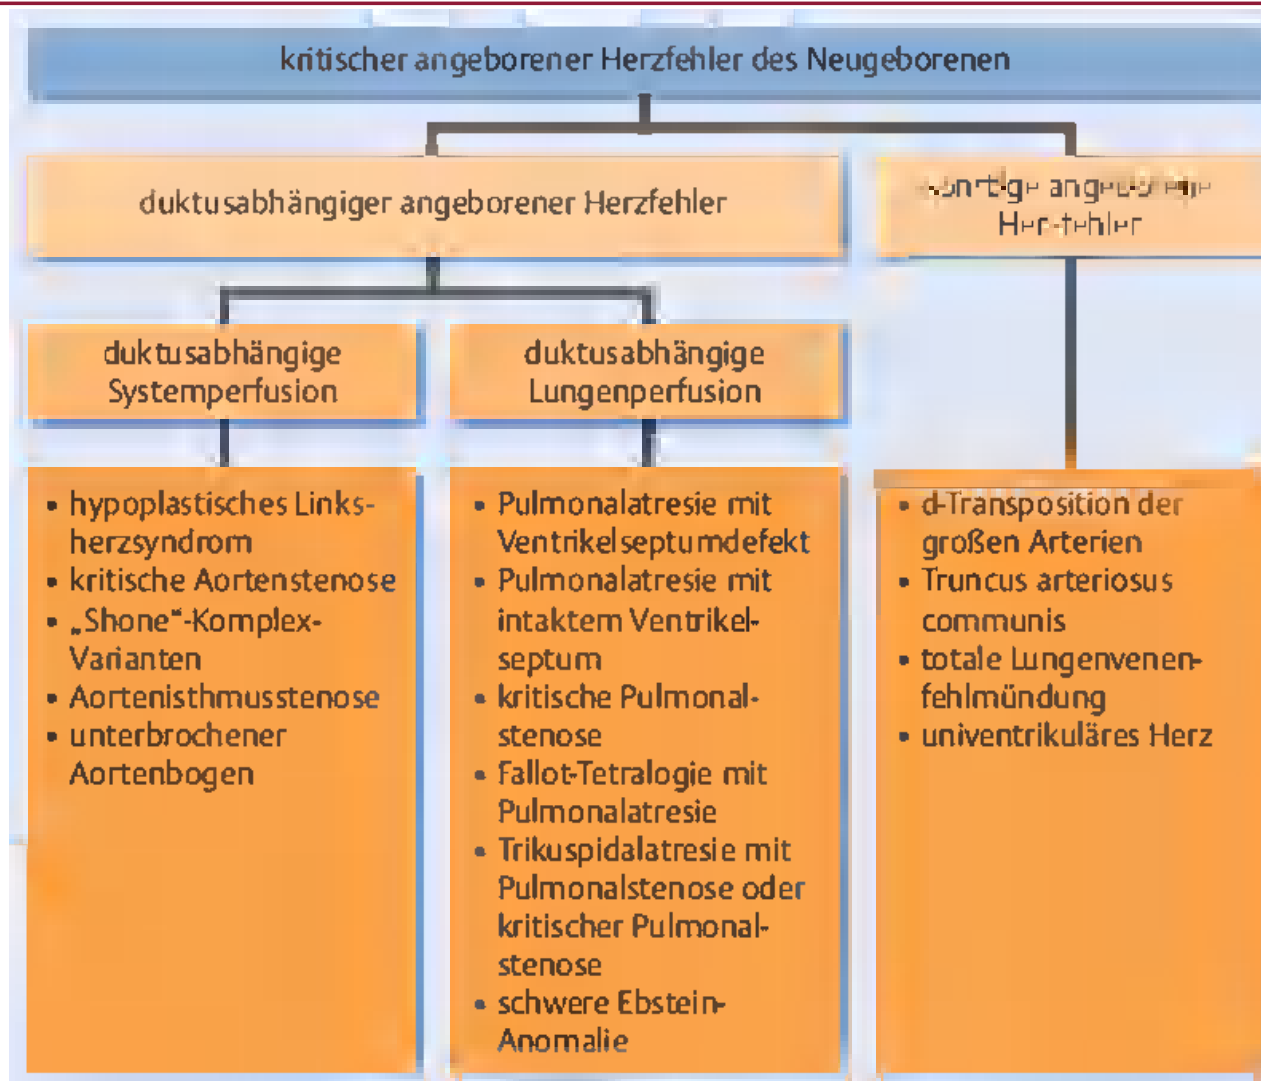 kritischer angeborener Herzfehler des Neugeborenen
duktusabhängiger angeborener Herzfehler
sonstige angeborene
Herzfehler
duktusabhängige
Systemperfusion
duktusabhängige
Lungenperfusion
• hypoplastisches Links-
herzsyndrom
• kritische Aortenstenose
• „Shone“-Komplex-
Varianten
• Aortenisthmusstenose
• unterbrochener
Aortenbogen
• Pulmonalatresie mit
Ventrikelseptumdefekt
• Pulmonalatresie mit
intaktem Ventrikel-
septum
• kritische Pulmonal-
stenose
• Fallot-Tetralogie mit
Pulmonalatresie
• Trikuspidalatresie mit
Pulmonalstenose oder
kritischer Pulmonal-
stenose
• schwere Ebstein-
Anomalie
• d-Transposition der
großen Arterien
• Truncus arteriosus
communis
• totale Lungenvenen-
fehlmündung
• univentrikuläres Herz